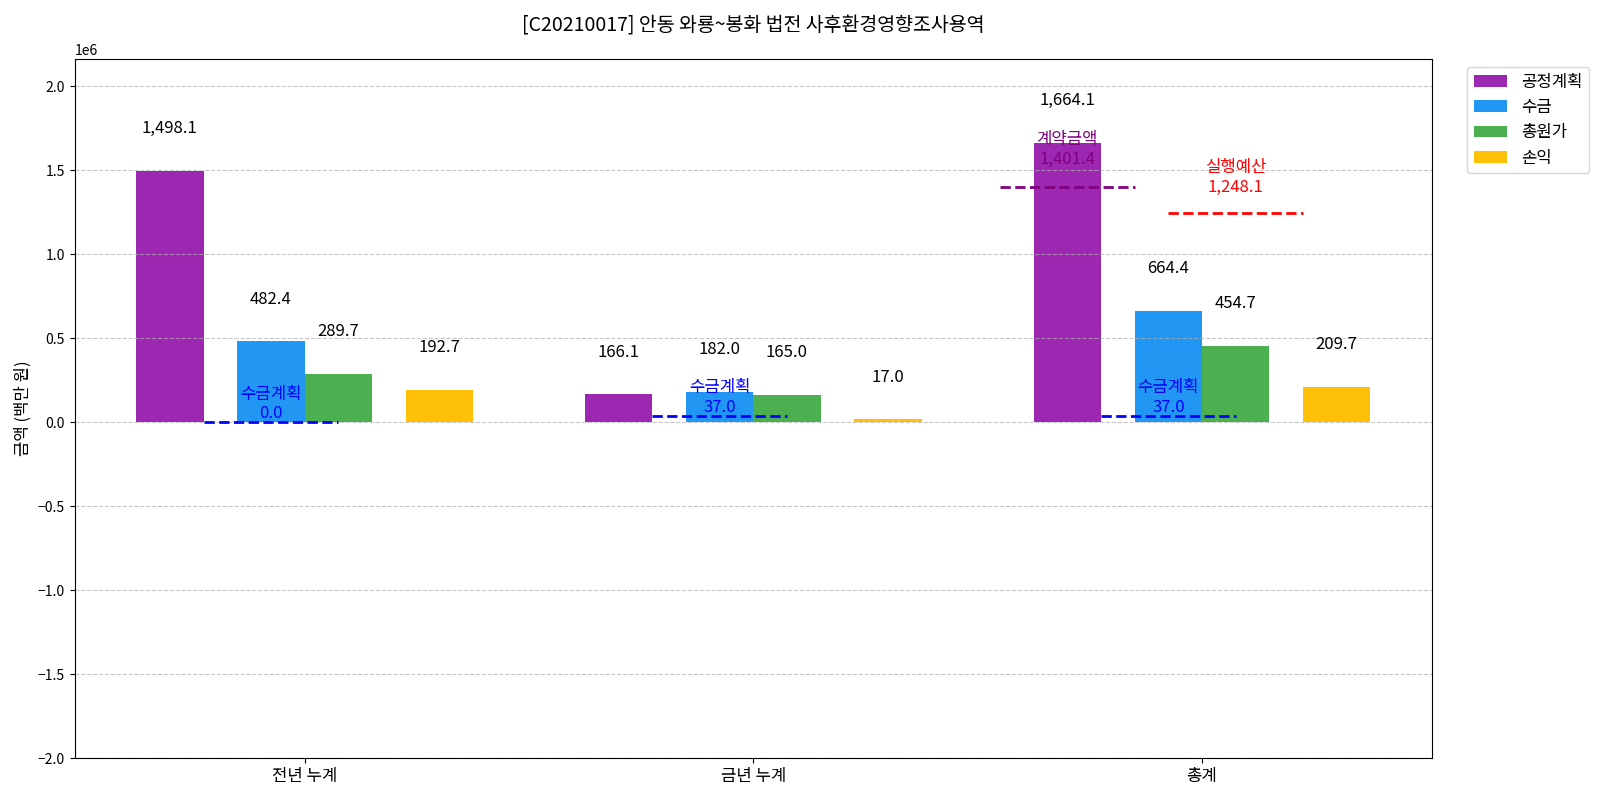 [C20210017] 안동 와룡~봉화 법전 사후환경영향조사용역
1e6
금액 (백만 원)
2.0
1.5
1.0
0.5
0.0
−0.5
−1.0
−1.5
−2.0
1,498.1
482.4
289.7
192.7
수금계획
0.0
166.1
182.0
165.0
17.0
수금계획
37.0
1,664.1
계약금액
1,401.4
실행예산
1,248.1
664.4
454.7
209.7
수금계획
37.0
전년 누계
금년 누계
총계
공정계획
수금
총원가
손익